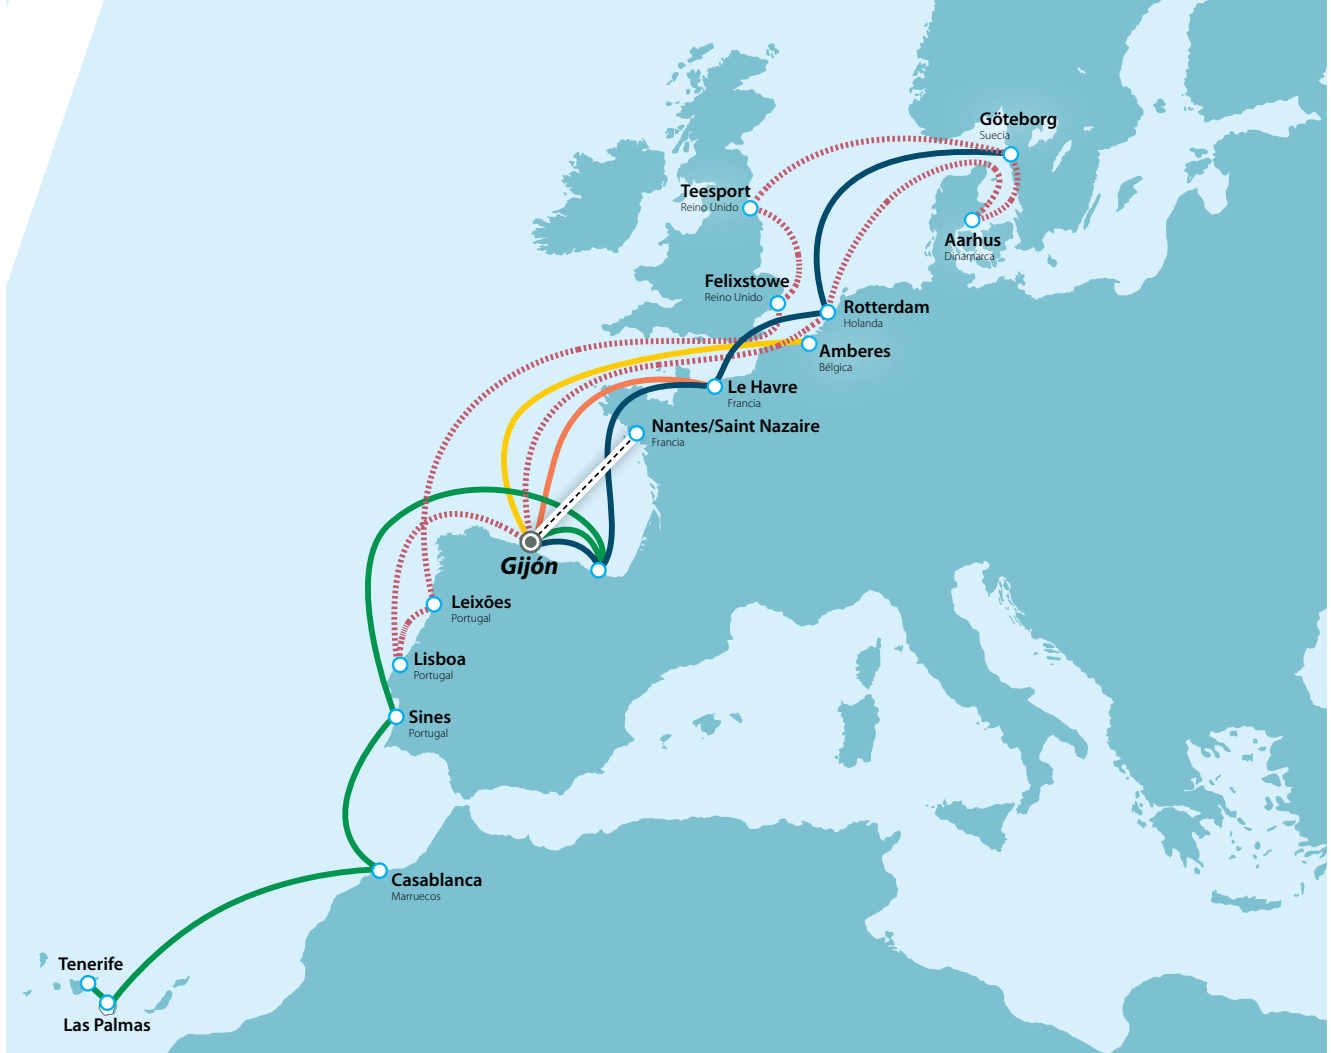 Göteborg
Suecia
Teesport
Reino Unido
Aarhus
Dinamarca
Felixstowe
Reino Unido
Rotterdam
Holanda
Amberes
Bélgica
Le Havre
Francia
Nantes/Saint Nazaire
Francia
Gijón
Leixões
Portugal
Lisboa
Portugal
Sines
Portugal
Casablanca
Marruecos
Tenerife
Las Palmas